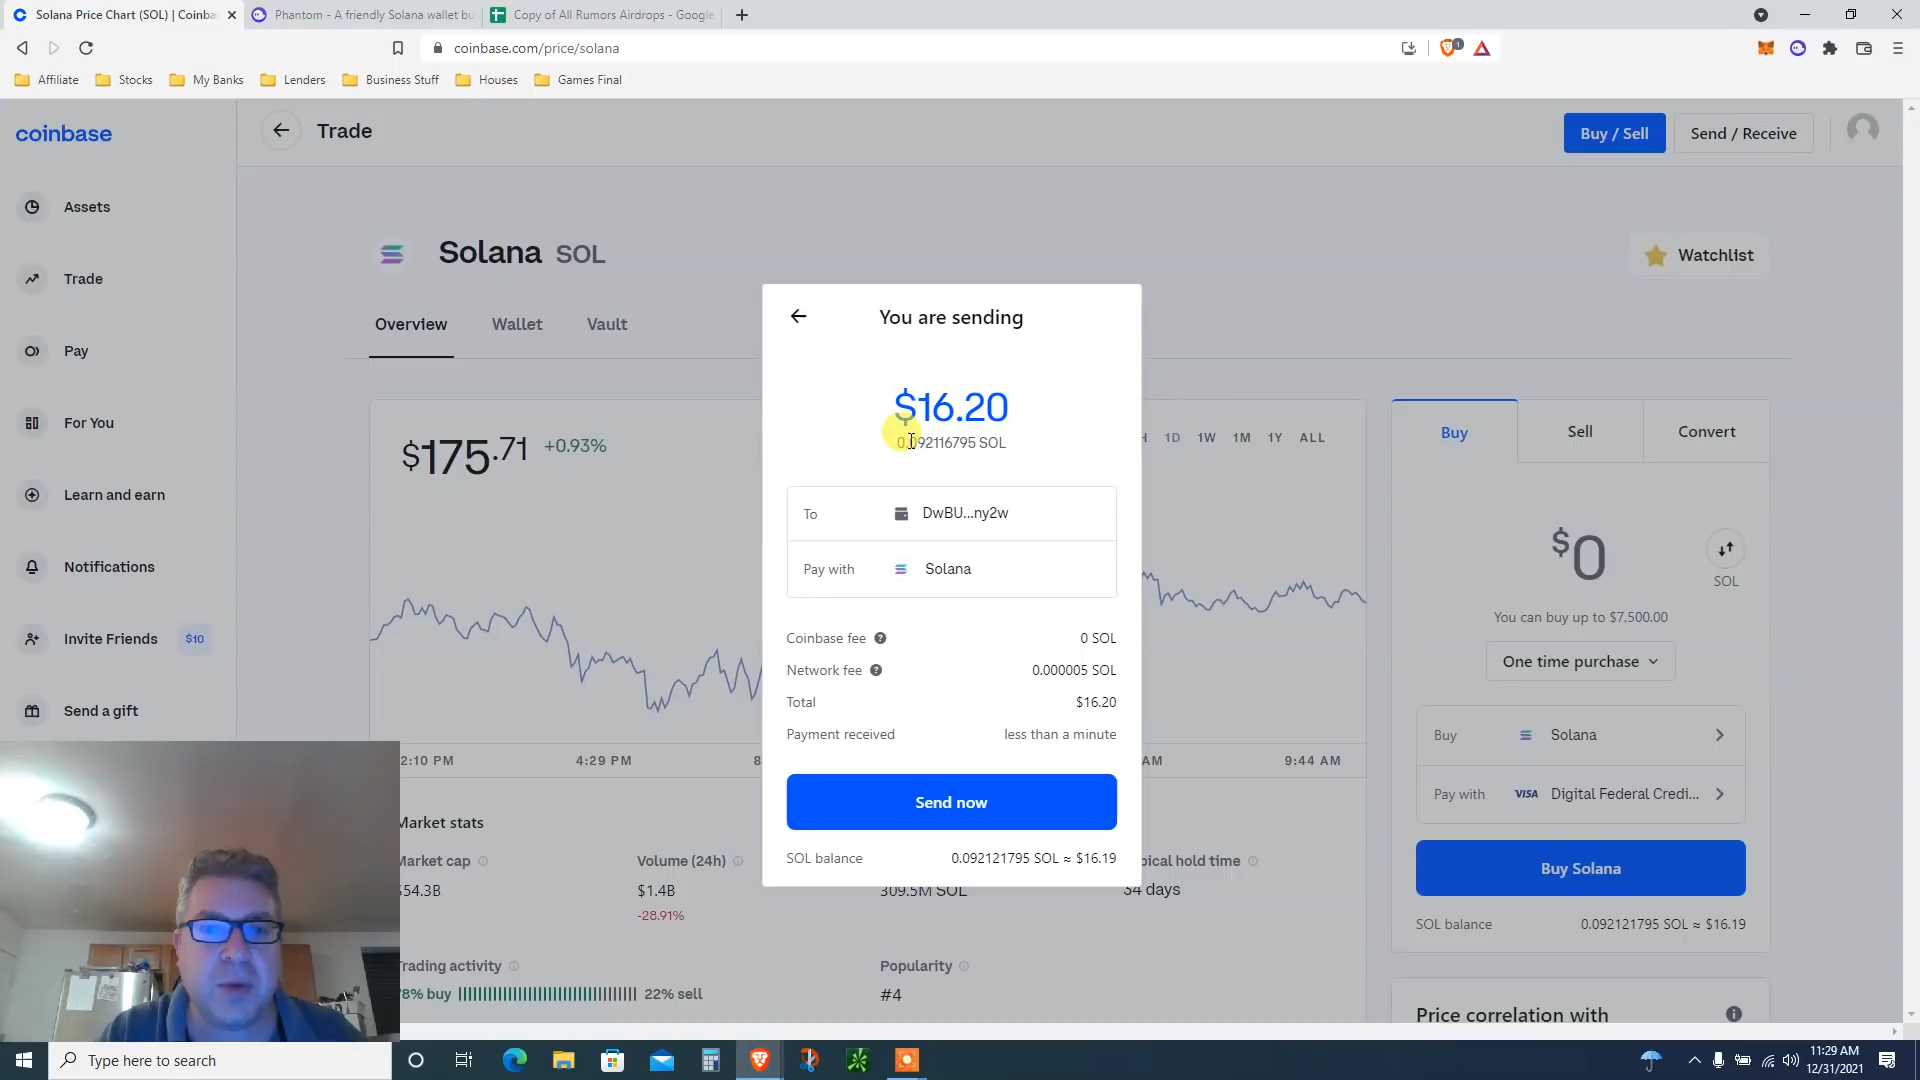 Solana Price Chart (SOL) | Coinba
Phantom - A friendly Solana wallet bu
Copy of All Rumors Airdrops - Google
coinbase.com/price/solana
1
Affiliate
Stocks
My Banks
Lenders
Business Stuff
Houses
Games Final
coinbase
Trade
Buy / Sell
Send / Receive
Assets
Trade
Pay
For You
Learn and earn
Notifications
Invite Friends
$10
Send a gift
Solana SOL
Watchlist
Overview
Wallet
Vault
$175.71 +0.93%
H 1D 1W 1M 1Y ALL
2:10 PM
4:29 PM
8
AM
9:44 AM
Market stats
Market cap
$54.3B
Volume (24h)
$1.4B
-28.91%
309.5M SOL
pical hold time
34 days
Trading activity
78% buy
22% sell
Popularity
#4
You are sending
$16.20
0.092116795 SOL
To
DwBU...ny2w
Pay with
Solana
Coinbase fee
0 SOL
Network fee
0.000005 SOL
Total
$16.20
Payment received
less than a minute
Send now
SOL balance
0.092121795 SOL ≈ $16.19
Buy
Sell
Convert
$0
SOL
You can buy up to $7,500.00
One time purchase
Buy
Solana
Pay with
VISA
Digital Federal Credi...
Buy Solana
SOL balance
0.092121795 SOL ≈ $16.19
Price correlation with
Type here to search
11:29 AM
12/31/2021